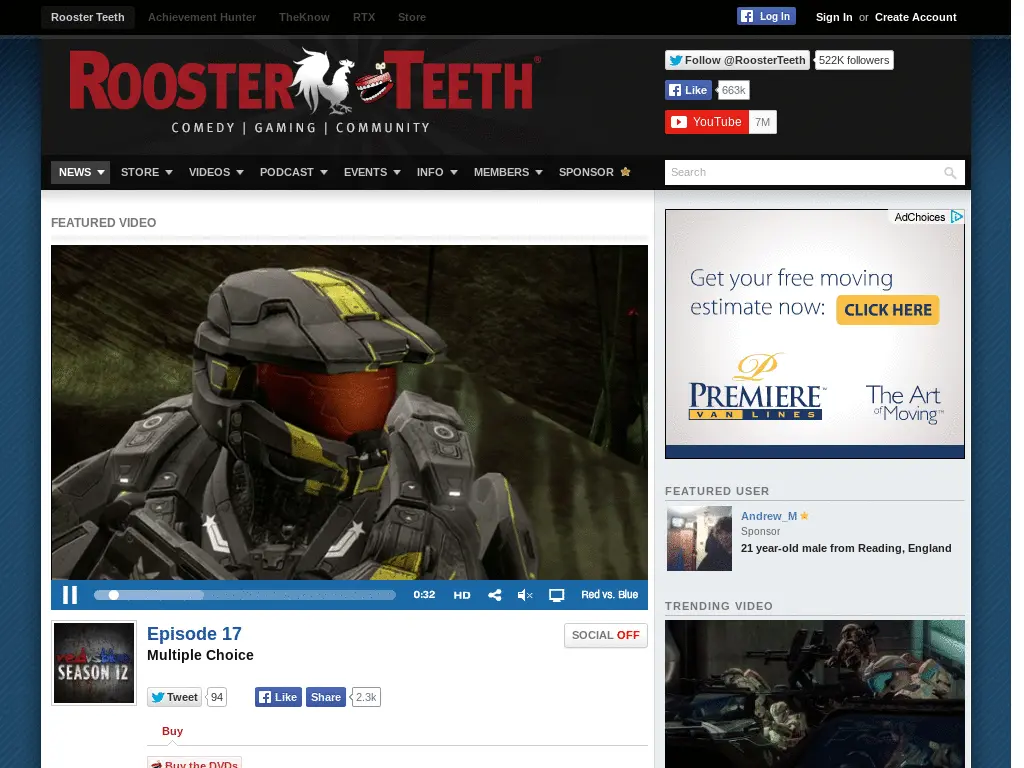 Rooster Teeth Achievement Hunter TheKnow RTX Store Log In Sign In or Create Account
ROOSTER TEETH®
COMEDY | GAMING | COMMUNITY
Follow @RoosterTeeth 522K followers
Like 663k
YouTube 7M
NEWS STORE VIDEOS PODCAST EVENTS INFO MEMBERS SPONSOR Search
FEATURED VIDEO
AdChoices
Get your free moving
estimate now: CLICK HERE
P
PREMIERE™
VAN LINES
The Art
of Moving™
FEATURED USER
Andrew_M
Sponsor
21 year-old male from Reading, England
0:32 HD Red vs. Blue
TRENDING VIDEO
red vs blue
SEASON 12
Episode 17
Multiple Choice
SOCIAL OFF
Tweet 94 Like Share 2.3k
Buy
Buy the DVDs